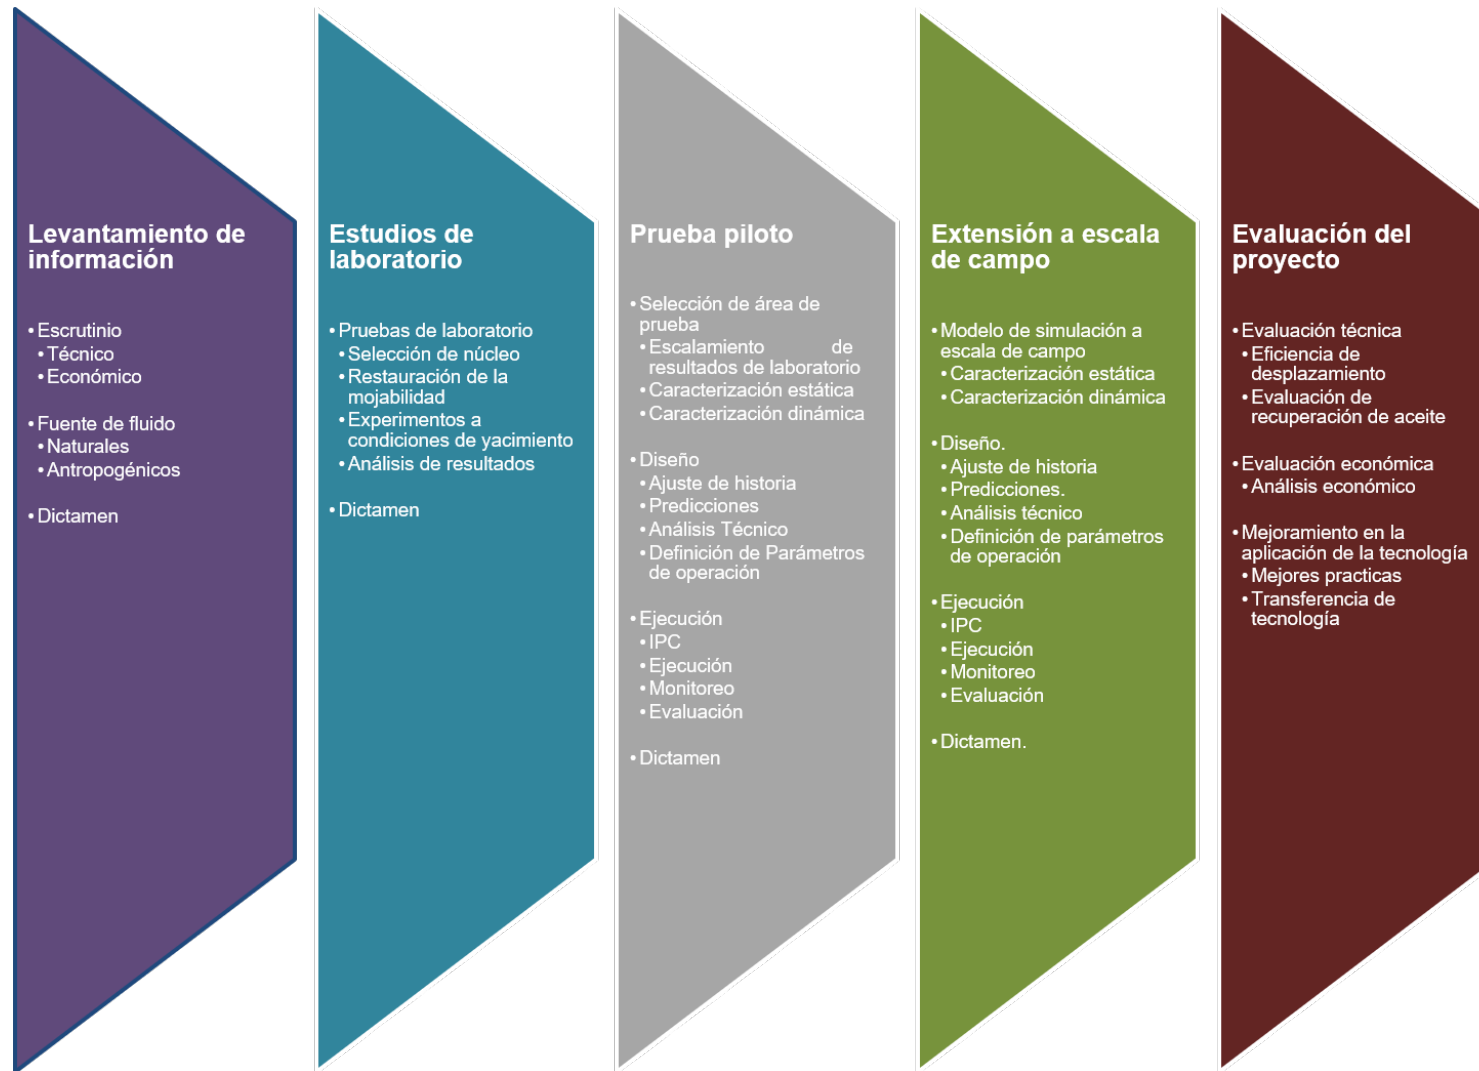 Levantamiento de
información
• Escrutinio
• Técnico
• Económico
• Fuente de fluido
• Naturales
• Antropogénicos
• Dictamen
Estudios de
laboratorio
• Pruebas de laboratorio
• Selección de núcleo
• Restauración de la
mojabilidad
• Experimentos a
condiciones de yacimiento
• Análisis de resultados
• Dictamen
Prueba piloto
• Selección de área de
prueba
• Escalamiento de
resultados de laboratorio
• Caracterización estática
• Caracterización dinámica
• Diseño
• Ajuste de historia
• Predicciones
• Análisis Técnico
• Definición de Parámetros
de operación
• Ejecución
• IPC
• Ejecución
• Monitoreo
• Evaluación
• Dictamen
Extensión a escala
de campo
• Modelo de simulación a
escala de campo
• Caracterización estática
• Caracterización dinámica
• Diseño.
• Ajuste de historia
• Predicciones.
• Análisis técnico
• Definición de parámetros
de operación
• Ejecución
• IPC
• Ejecución
• Monitoreo
• Evaluación
• Dictamen.
Evaluación del
proyecto
• Evaluación técnica
• Eficiencia de
desplazamiento
• Evaluación de
recuperación de aceite
• Evaluación económica
• Análisis económico
• Mejoramiento en la
aplicación de la tecnología
• Mejores practicas
• Transferencia de
tecnología